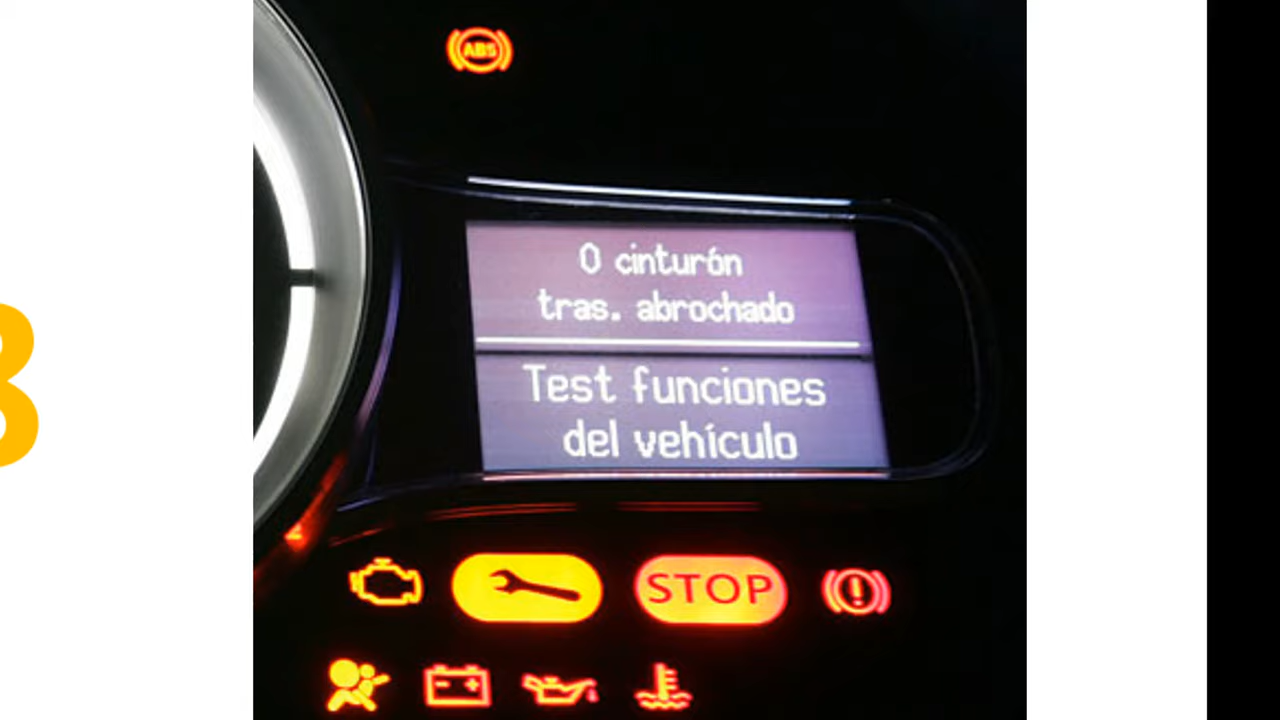 ABS
0 cinturón
tras. abrochado
Test funciones
del vehículo
STOP